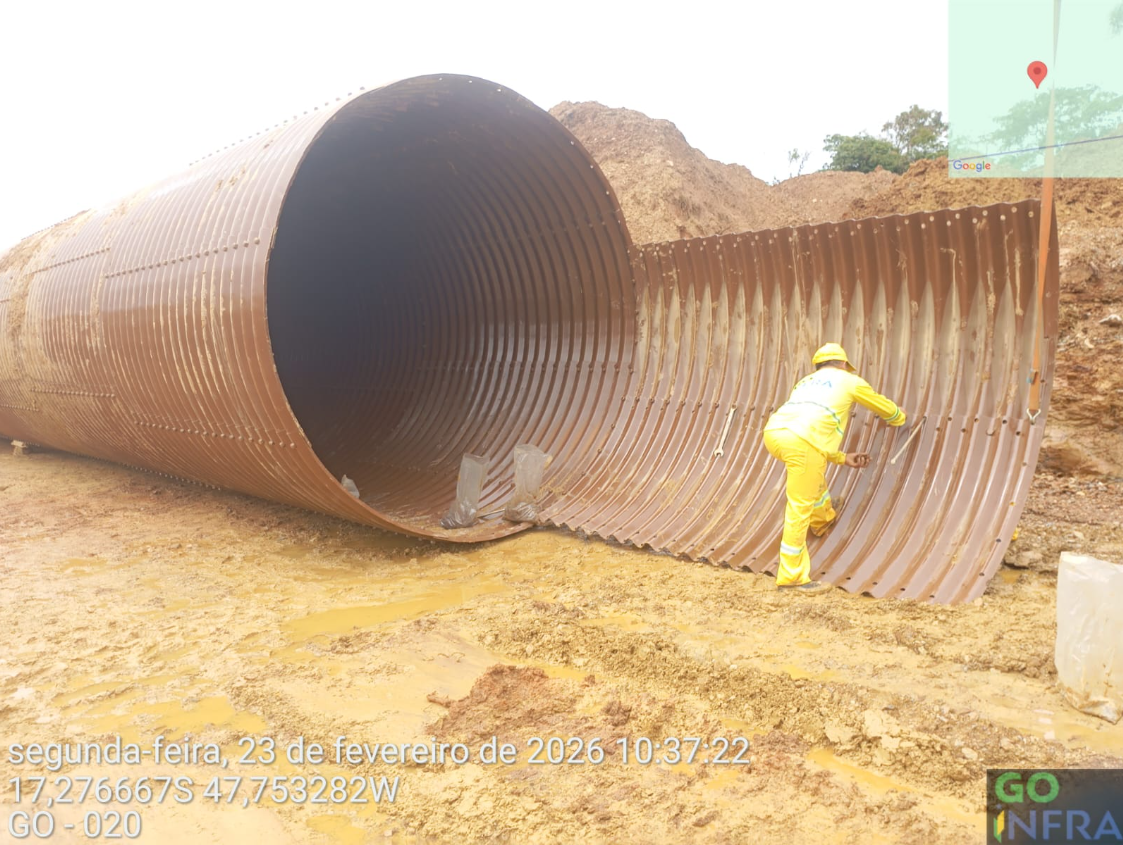 Google
segunda-feira, 23 de fevereiro de 2026 10:37:22
17,276667S 47,753282W
GO - 020
GO
INFRA